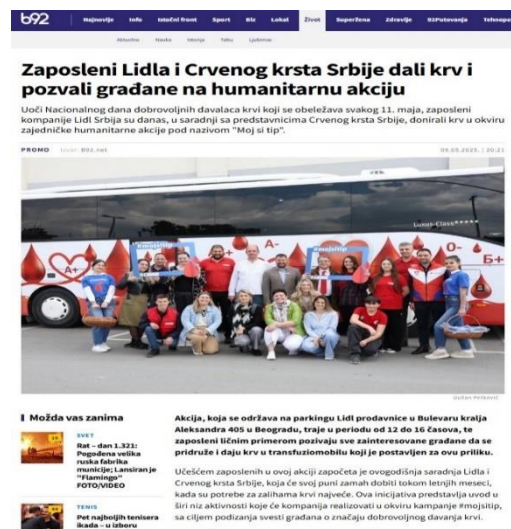 b92
Najnovije Info Istočni front Sport Biz Lokal Život Superžena Zdravlje 92Putovanja Tehnopo
Aktuelno Nauka Istorija Tabu Ljubimac
Zaposleni Lidla i Crvenog krsta Srbije dali krv i
pozvali građane na humanitarnu akciju
Uoči Nacionalnog dana dobrovoljnih davalaca krvi koji se obeležava svakog 11. maja, zaposleni
kompanije Lidl Srbija su danas, u saradnji sa predstavnicima Crvenog krsta Srbije, donirali krv u okviru
zajedničke humanitarne akcije pod nazivom "Moj si tip".
PROMO Izvor: B92.net 20:21
Luxus-Class*****
#mojsitip #mojsitip
A+ A- 0- Б+
Možda vas zanima
SVET
Rat – dan 1.321:
Pogođena velika
ruska fabrika
municije; Lansiran je
"Flamingo"
FOTO/VIDEO
TENIS
Pet najboljih tenisera
ikada – u izboru
Akcija, koja se održava na parkingu Lidl prodavnice u Bulevaru kralja
Aleksandra 405 u Beogradu, traje u periodu od 12 do 16 časova, te
zaposleni ličnim primerom pozivaju sve zainteresovane građane da se
pridruže i daju krv u transfuziomobilu koji je postavljen za ovu priliku.
Učešćem zaposlenih u ovoj akciji započeta je ovogodišnja saradnja Lidla i
Crvenog krsta Srbije, koja će svoj puni zamah dobiti tokom letnjih meseci,
kada su potrebe za zalihama krvi najveće. Ova inicijativa predstavlja uvod u
širi niz aktivnosti koje će kompanija realizovati u okviru kampanje #mojsitip,
sa ciljem podizanja svesti građana o značaju dobrovoljnog davanja krvi.